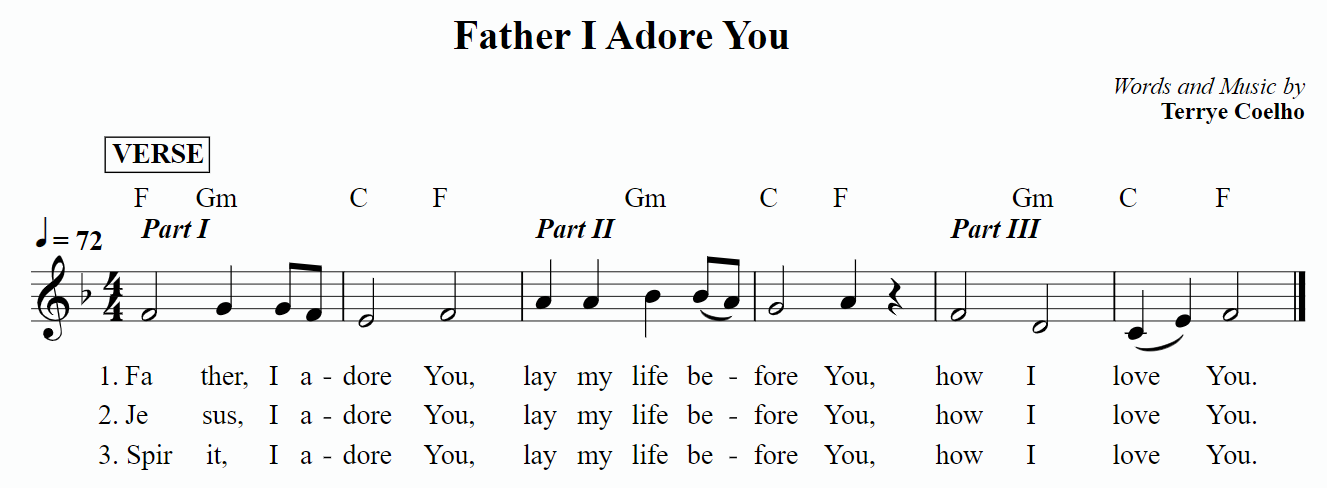 Father I Adore You
Words and Music by
Terrye Coelho
VERSE
F Gm C F Gm C F Gm C F
Part I Part II Part III
= 72
4
4
1. Fa ther, I a - dore You, lay my life be - fore You, how I love You.
2. Je sus, I a - dore You, lay my life be - fore You, how I love You.
3. Spir it, I a - dore You, lay my life be - fore You, how I love You.